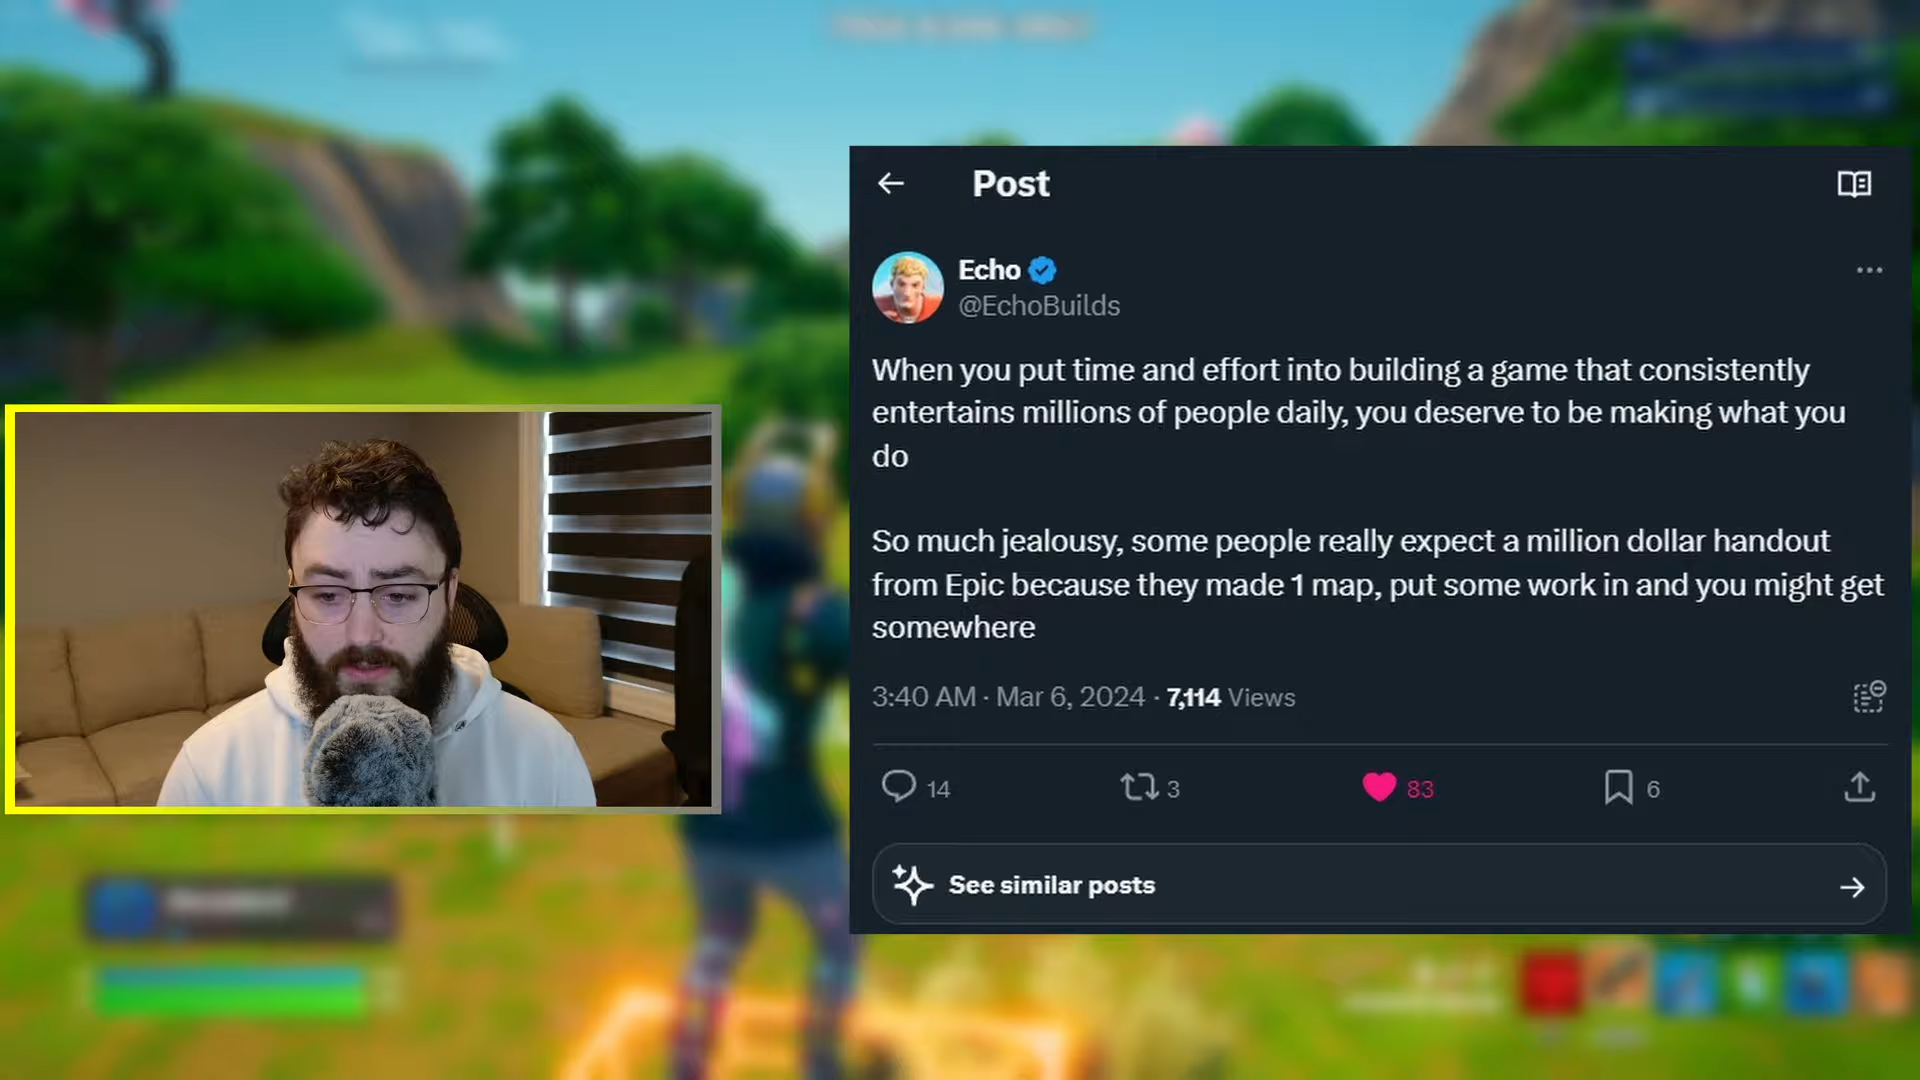 Post
Echo
@EchoBuilds
When you put time and effort into building a game that consistently
entertains millions of people daily, you deserve to be making what you
do
So much jealousy, some people really expect a million dollar handout
from Epic because they made 1 map, put some work in and you might get
somewhere
3:40 AM · Mar 6, 2024 · 7,114 Views
14 3 83 6
See similar posts